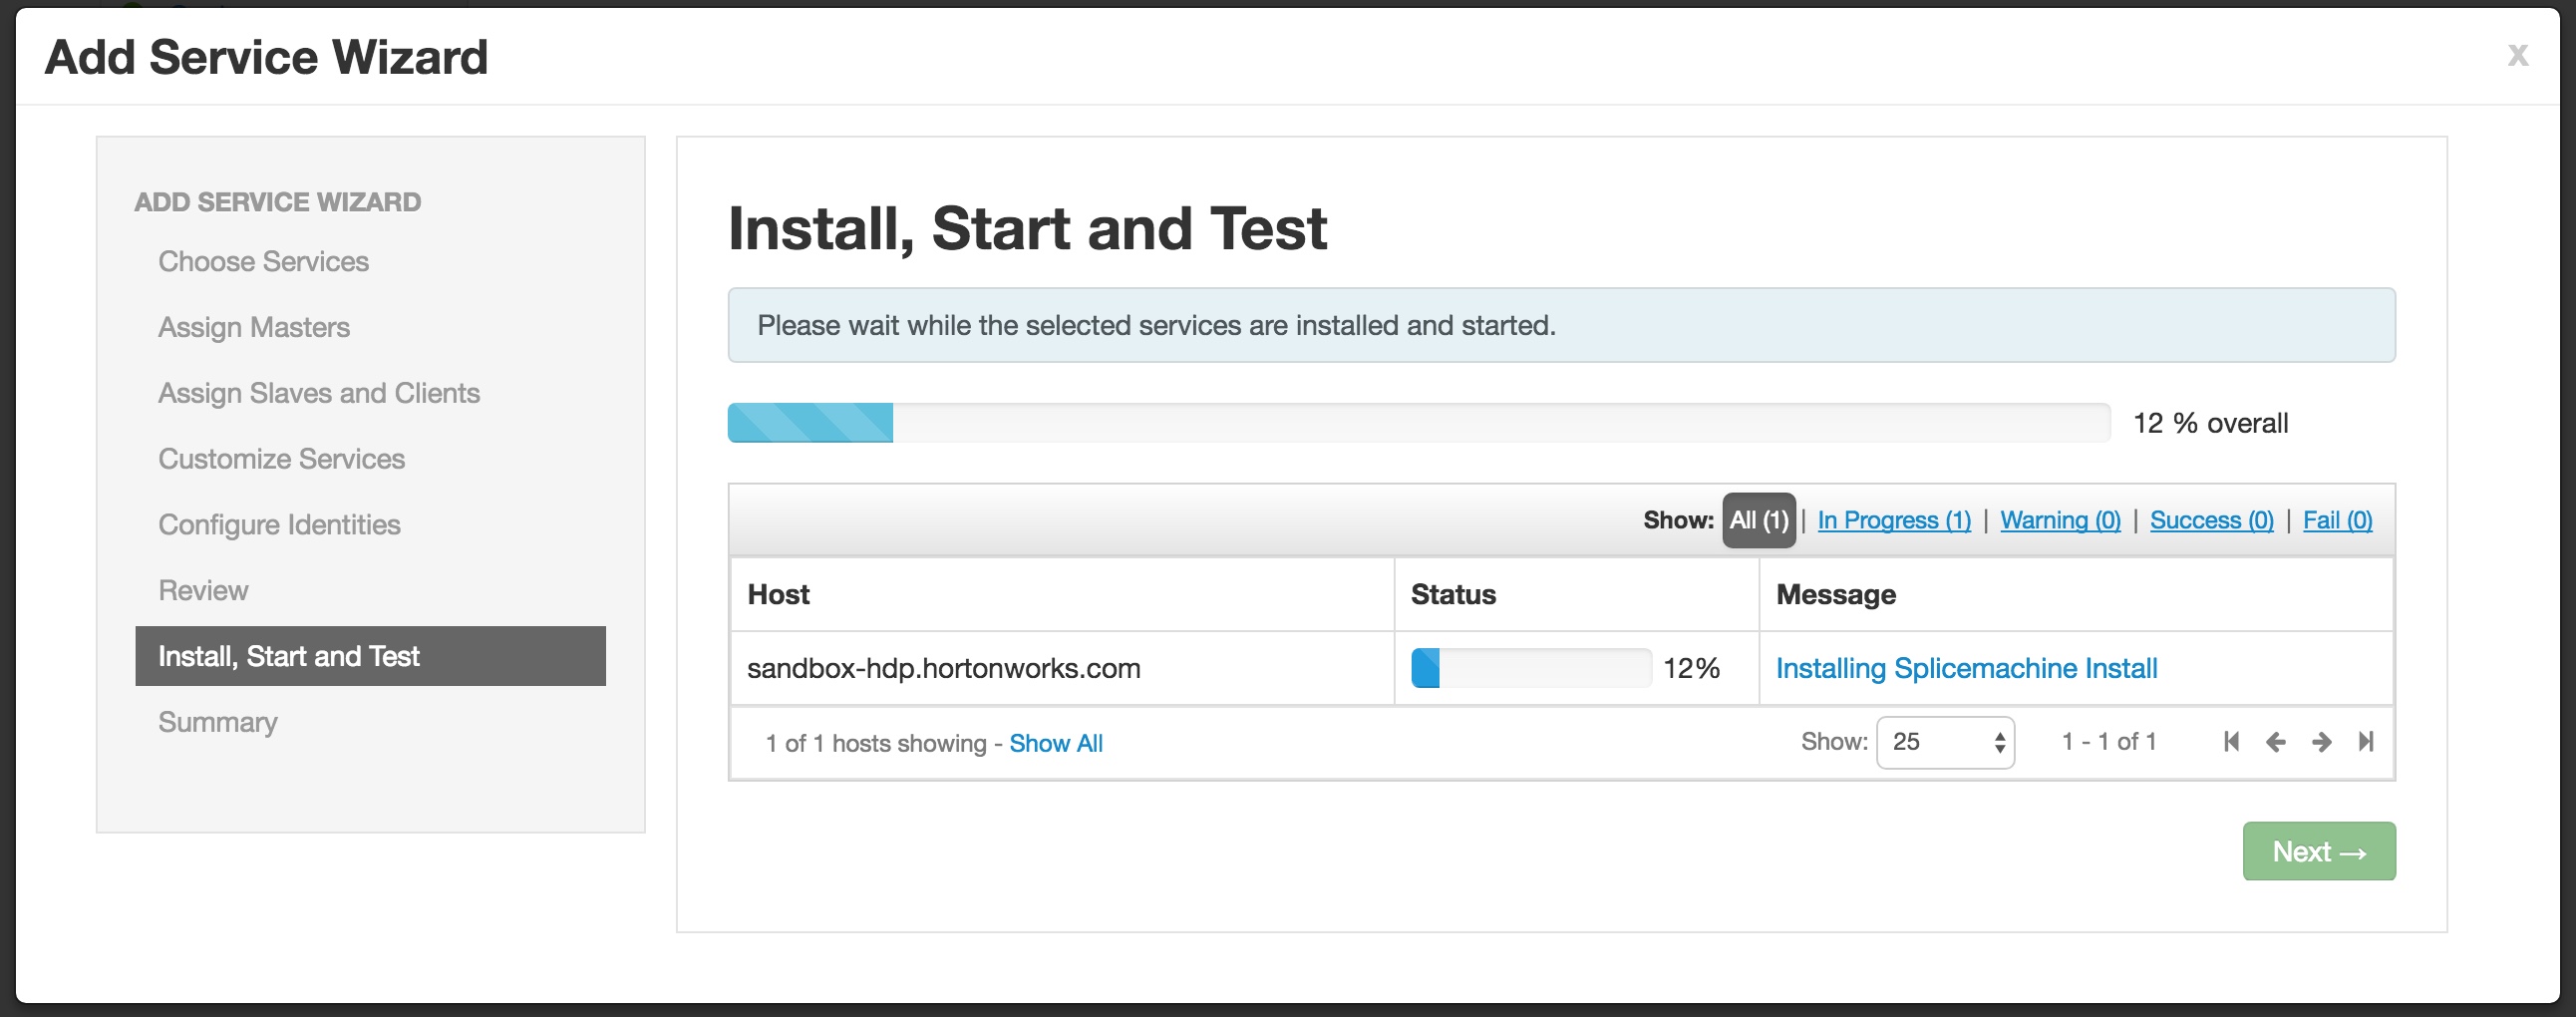 Add Service Wizard
x
ADD SERVICE WIZARD
Choose Services
Assign Masters
Assign Slaves and Clients
Customize Services
Configure Identities
Review
Install, Start and Test
Summary
Install, Start and Test
Please wait while the selected services are installed and started.
12 % overall
Show: All (1) | In Progress (1) | Warning (0) | Success (0) | Fail (0)
Host Status Message
sandbox-hdp.hortonworks.com 12% Installing Splicemachine Install
1 of 1 hosts showing - Show All Show: 25 1 - 1 of 1
Next →